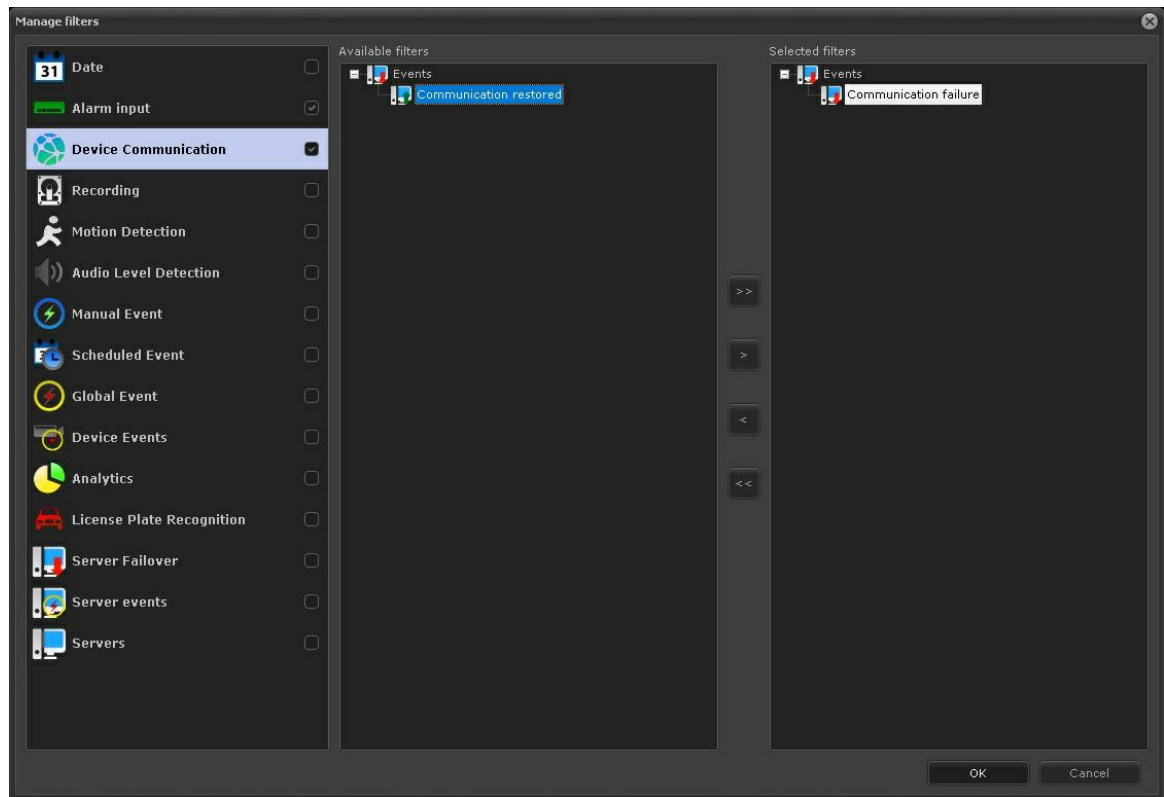 Manage filters
Available filters
Selected filters
31 Date
Alarm input
Device Communication
Recording
Motion Detection
Audio Level Detection
Manual Event
Scheduled Event
Global Event
Device Events
Analytics
License Plate Recognition
Server Failover
Server events
Servers
Events
Communication restored
>>
>
<
<<
Events
Communication failure
OK
Cancel